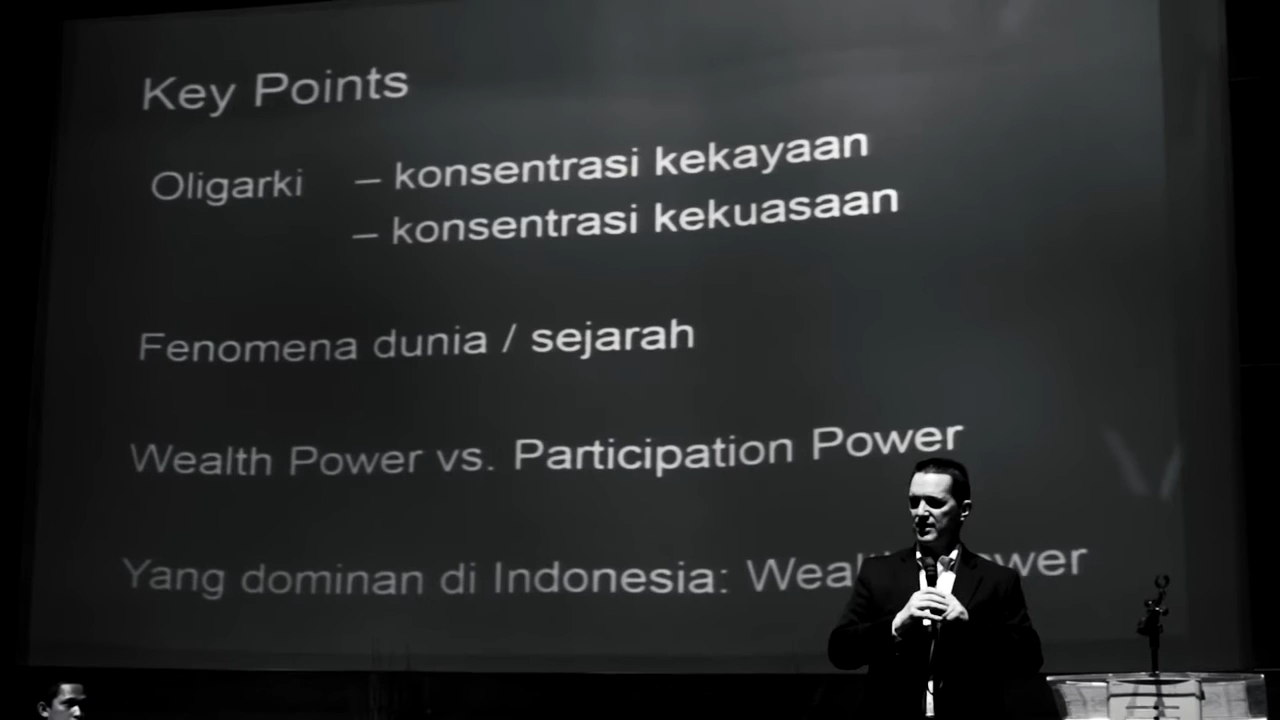 Key Points
Oligarki – konsentrasi kekayaan
– konsentrasi kekuasaan
Fenomena dunia / sejarah
Wealth Power vs. Participation Power
Yang dominan di Indonesia: